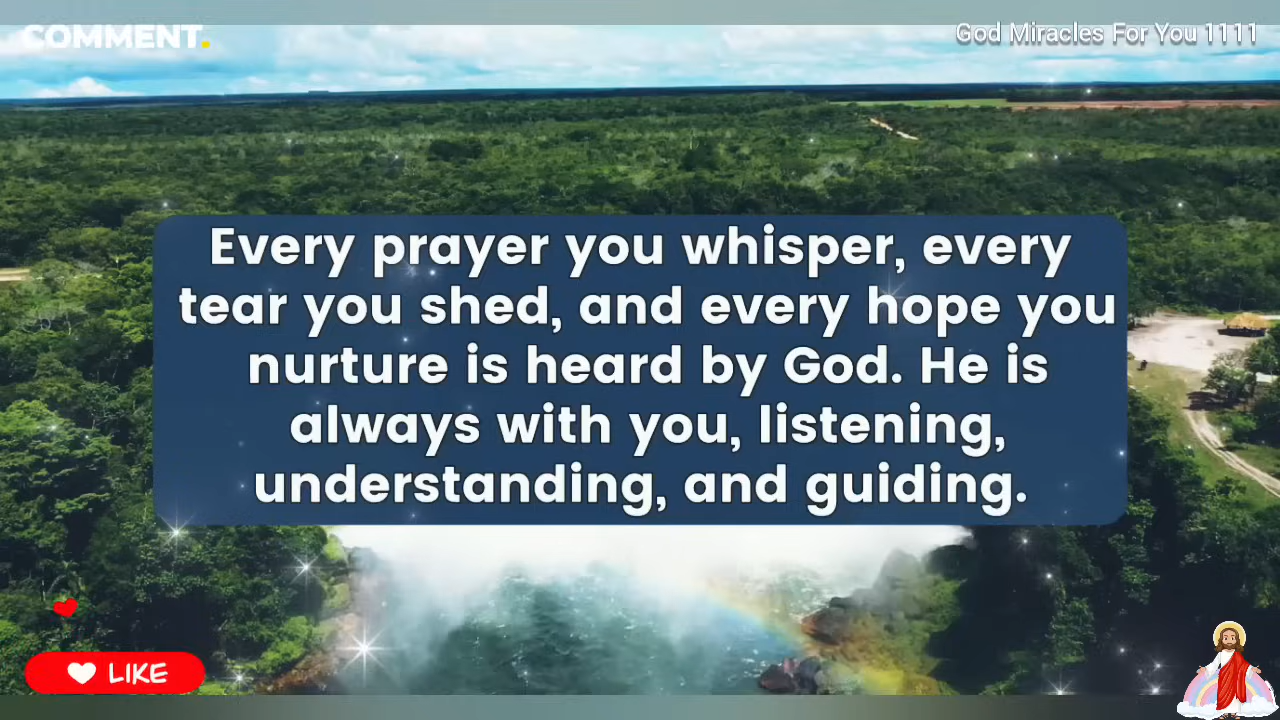 COMMENT.
God Miracles For You 1111
Every prayer you whisper, every
tear you shed, and every hope you
nurture is heard by God. He is
always with you, listening,
understanding, and guiding.
LIKE